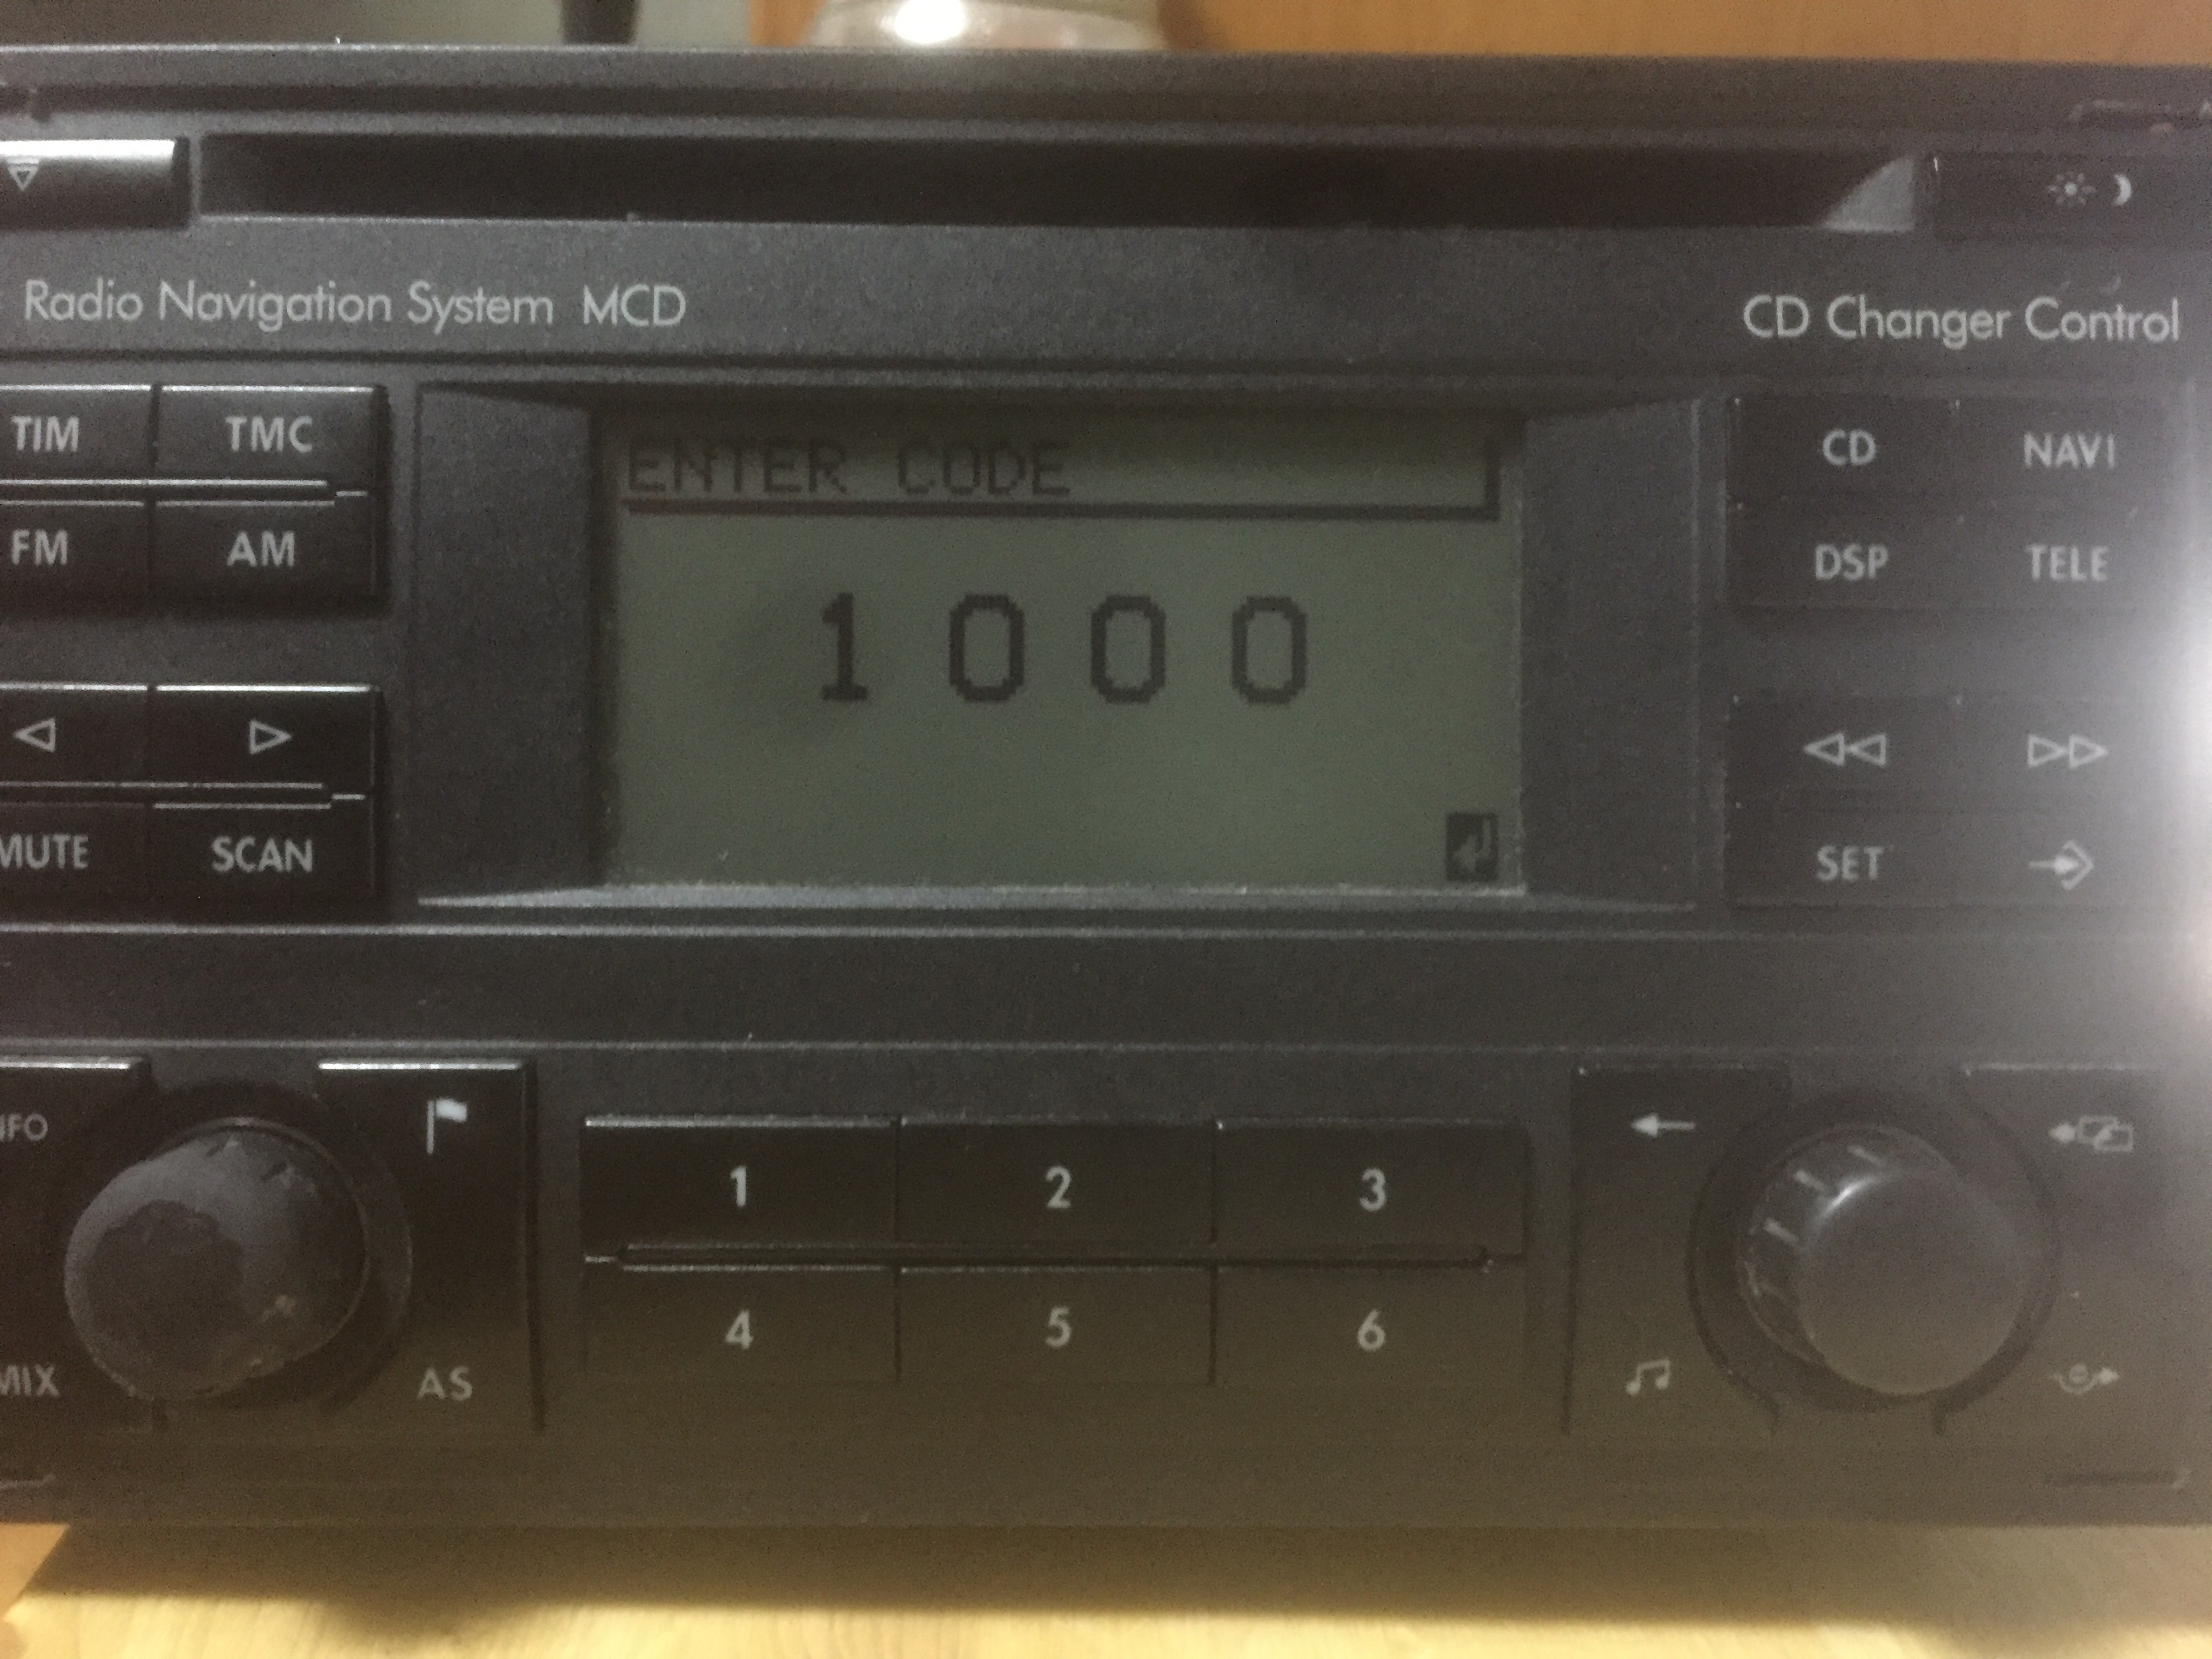 Radio Navigation System MCD
CD Changer Control
TIM TMC
FM AM
MUTE SCAN
ENTER CODE
1000
CD NAVI
DSP TELE
SET
AS
1 2 3
4 5 6